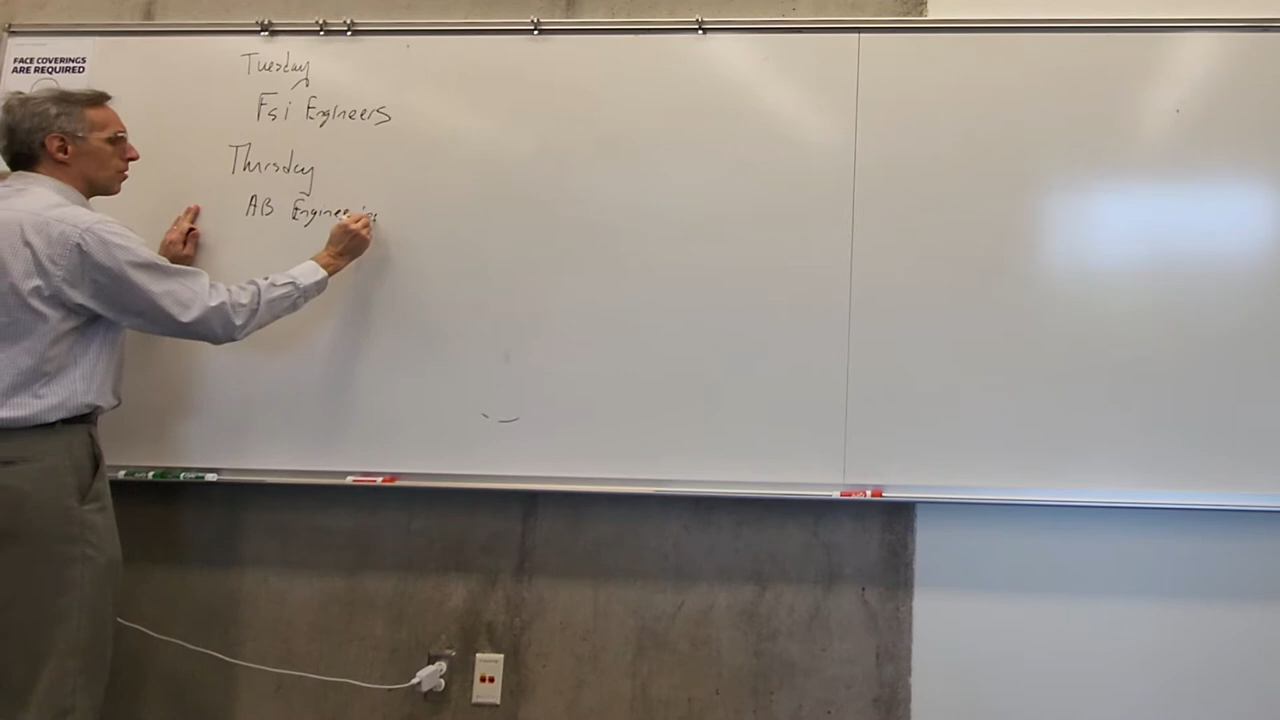 FACE COVERINGS
ARE REQUIRED
Tuesday
Fsi Engineers
Thursday
AB Engineering